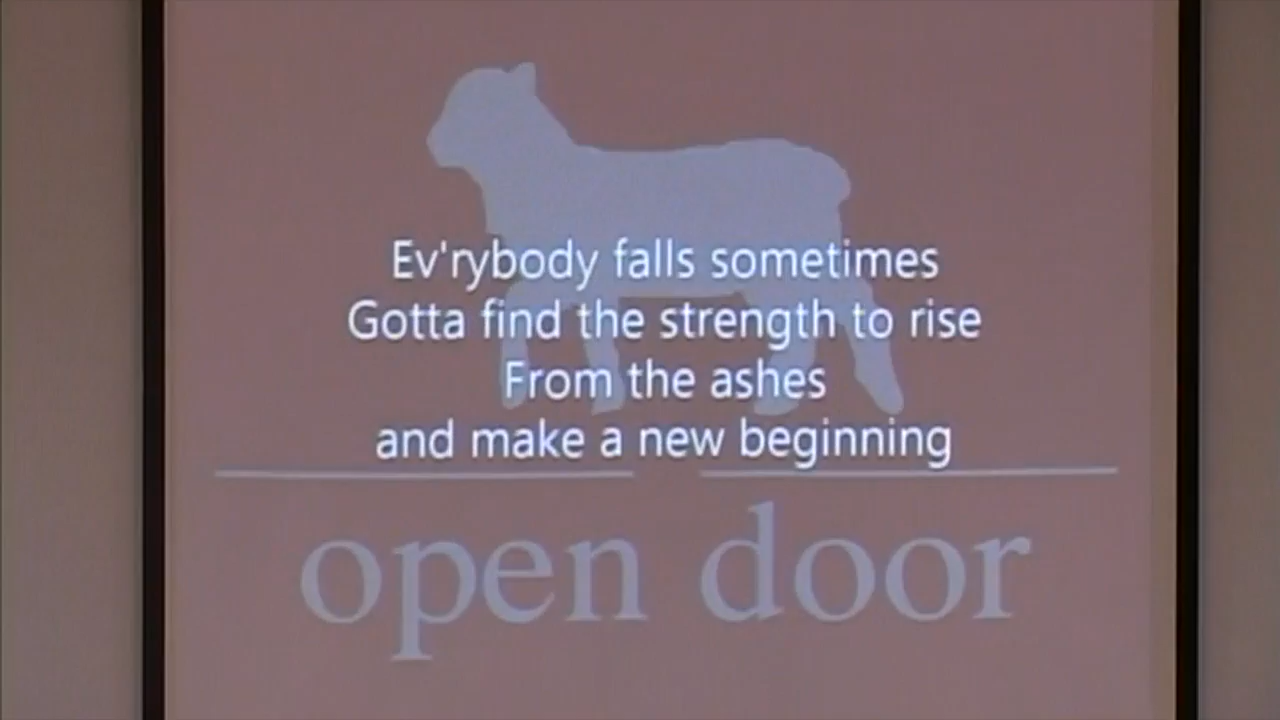 Ev'rybody falls sometimes
Gotta find the strength to rise
From the ashes
and make a new beginning
open door